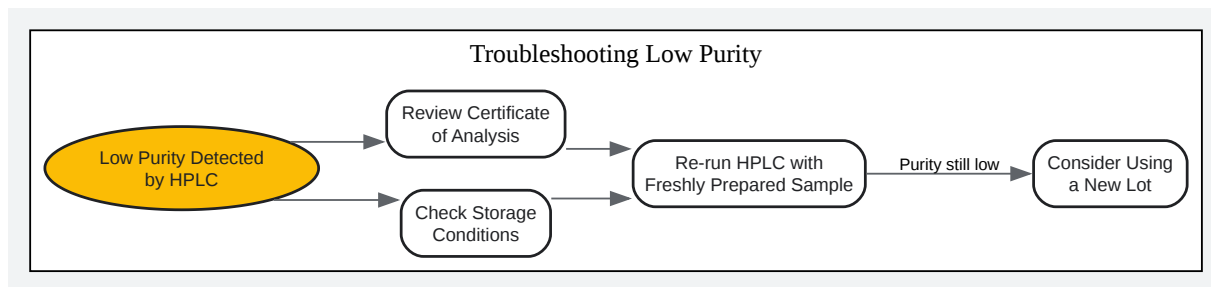 Troubleshooting Low Purity
Low Purity Detected
by HPLC
Review Certificate
of Analysis
Check Storage
Conditions
Re-run HPLC with
Freshly Prepared Sample
Purity still low
Consider Using
a New Lot